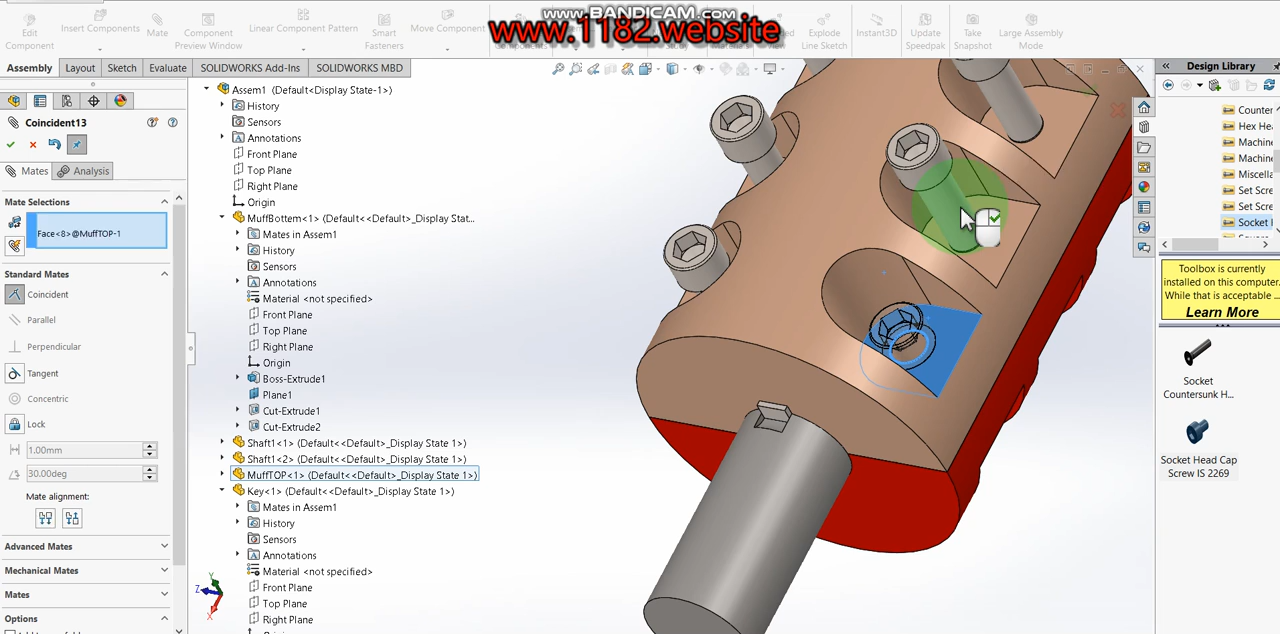 www.BANDICAM.com
www.1182.website
Edit Component
Insert Components
Mate
Component Preview Window
Linear Component Pattern
Smart Fasteners
Move Component
Explode Line Sketch
Instant3D
Update Speedpak
Take Snapshot
Large Assembly Mode
Assembly
Layout
Sketch
Evaluate
SOLIDWORKS Add-Ins
SOLIDWORKS MBD
Coincident13
Mates
Analysis
Mate Selections
Face<8>@MuffTOP-1
Standard Mates
Coincident
Parallel
Perpendicular
Tangent
Concentric
Lock
1.00mm
30.00deg
Mate alignment:
Advanced Mates
Mechanical Mates
Mates
Options
Assem1 (Default<Display State-1>)
History
Sensors
Annotations
Front Plane
Top Plane
Right Plane
Origin
MuffBottem<1> (Default<<Default>_Display Stat...
Mates in Assem1
History
Sensors
Annotations
Material <not specified>
Front Plane
Top Plane
Right Plane
Origin
Boss-Extrude1
Plane1
Cut-Extrude1
Cut-Extrude2
Shaft1<1> (Default<<Default>_Display State 1>)
Shaft1<2> (Default<<Default>_Display State 1>)
MuffTOP<1> (Default<<Default>_Display State 1>)
Key<1> (Default<<Default>_Display State 1>)
Mates in Assem1
History
Sensors
Annotations
Material <not specified>
Front Plane
Top Plane
Right Plane
Design Library
Counter
Hex Hea
Machine
Machine
Miscella
Set Scre
Set Scre
Socket
Toolbox is currently
installed on this computer.
While that is acceptable ...
Learn More
Socket
Countersunk H...
Socket Head Cap
Screw IS 2269